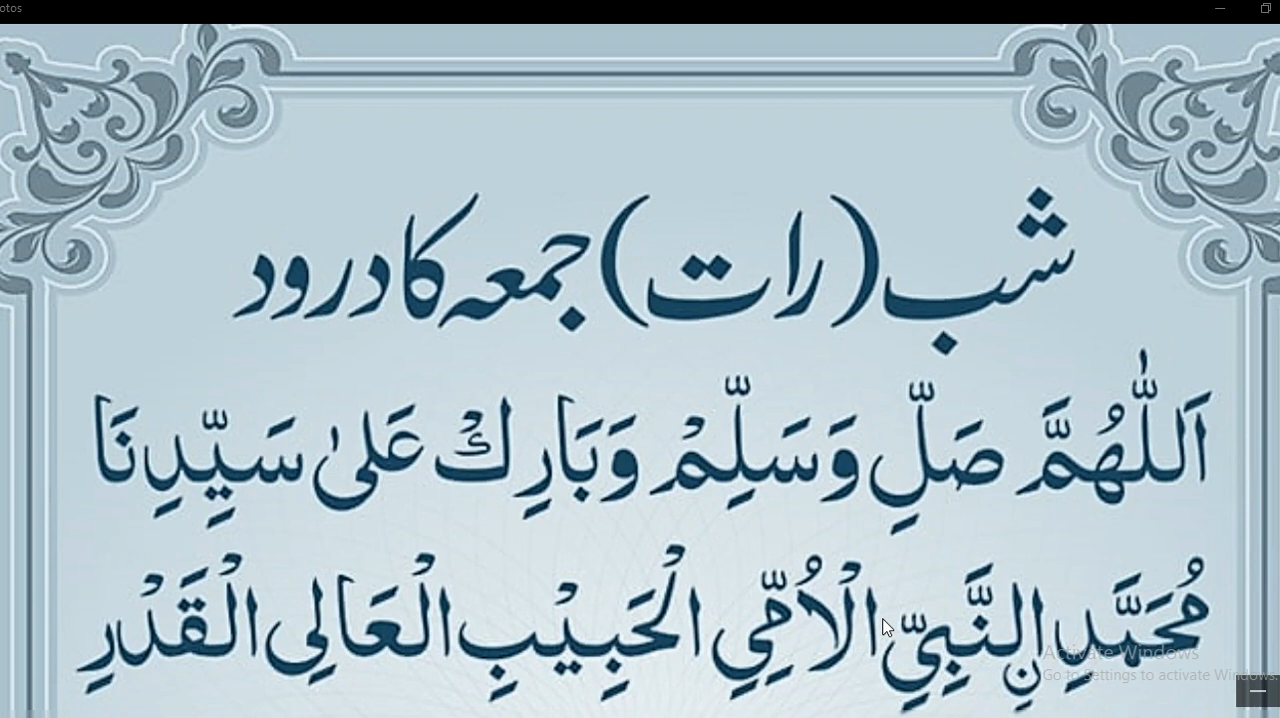 otos
شب (رات) جمعہ کا درود
اَللّٰهُمَّ صَلِّ وَسَلِّمْ وَبَارِكْ عَلٰى سَيِّدِنَا
مُحَمَّدِ ࣙالنَّبِيِّ الْاُمِّيِ الْحَبِيْبِ الْعَالِى الْقَدْرِ
Activate Windows
Go to Settings to activate Windows.